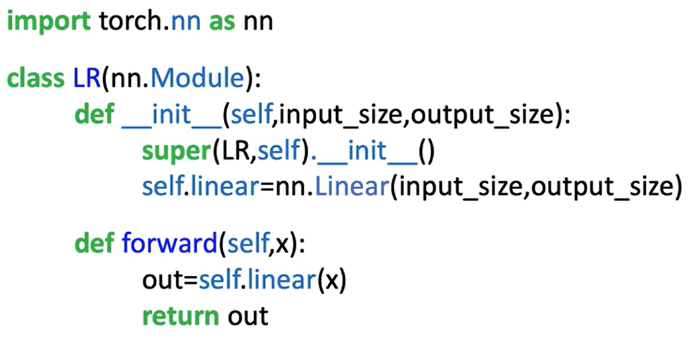 import torch.nn as nn
class LR(nn.Module):
def __init__(self,input_size,output_size):
super(LR,self).__init__()
self.linear=nn.Linear(input_size,output_size)
def forward(self,x):
out=self.linear(x)
return out